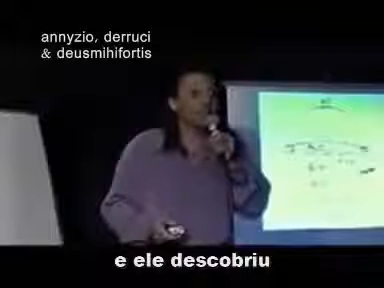 annyzio, derruci
& deusmihifortis
e ele descobriu